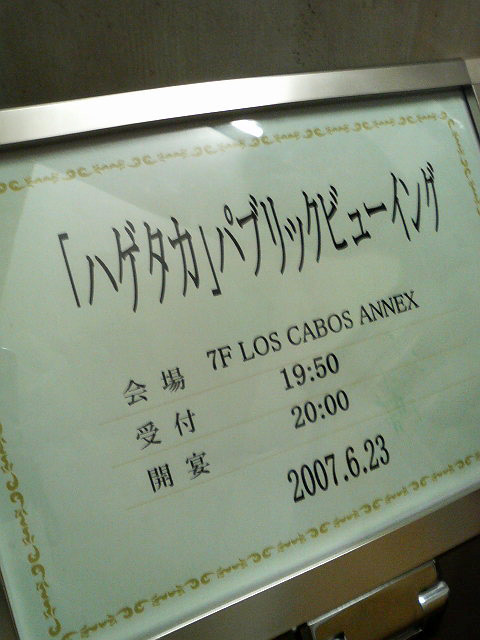 「ハゲタカ」パブリックビューイング
会場 7F LOS CABOS ANNEX
受付 19:50
開宴 20:00
2007.6.23